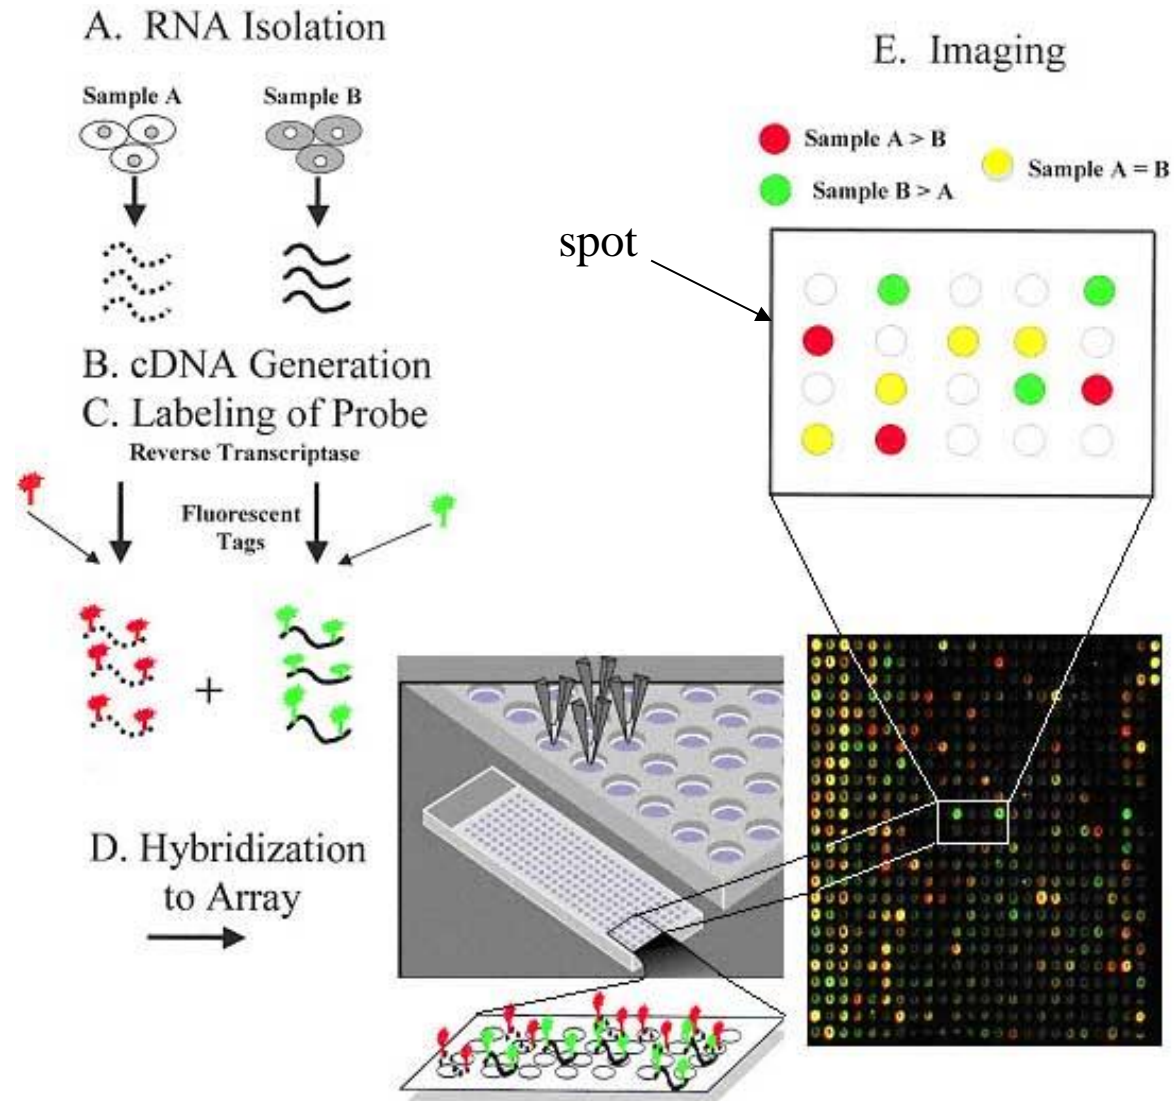 A. RNA Isolation
Sample A
Sample B
B. cDNA Generation
C. Labeling of Probe
Reverse Transcriptase
Fluorescent
Tags
+
D. Hybridization
to Array
E. Imaging
Sample A > B
Sample B > A
Sample A = B
spot